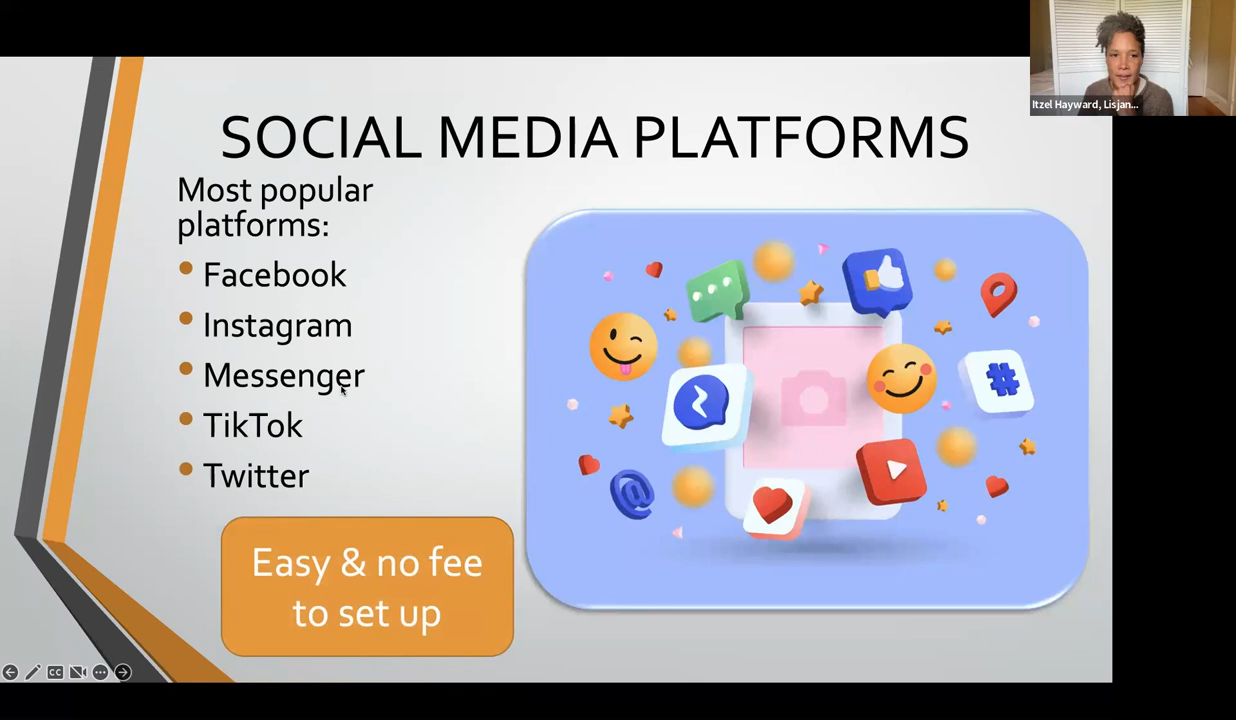 Itzel Hayward, Lisjan...
SOCIAL MEDIA PLATFORMS
Most popular
platforms:
Facebook
Instagram
Messenger
TikTok
Twitter
Easy & no fee
to set up
CC